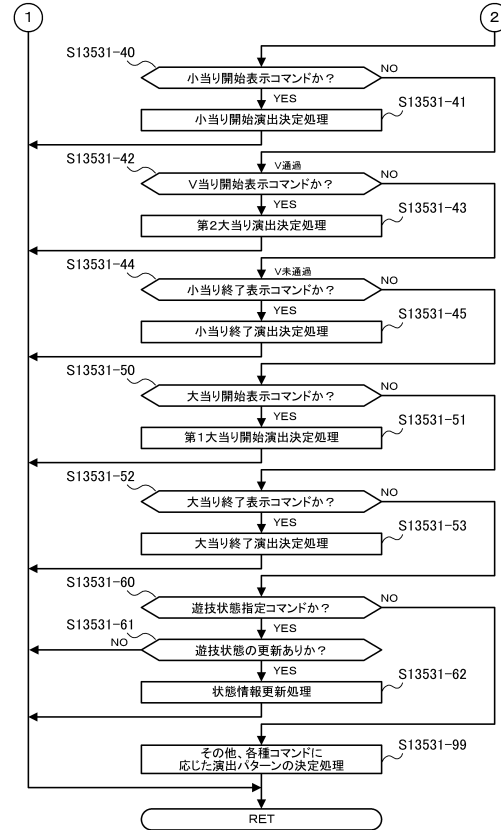 1
2
S13531-40
小当り開始表示コマンドか？
NO
YES
S13531-41
小当り開始演出決定処理
S13531-42
V通過
V当り開始表示コマンドか？
NO
YES
S13531-43
第2大当り演出決定処理
S13531-44
V未通過
小当り終了表示コマンドか？
NO
YES
S13531-45
小当り終了演出決定処理
S13531-50
大当り開始表示コマンドか？
NO
YES
S13531-51
第1大当り開始演出決定処理
S13531-52
大当り終了表示コマンドか？
NO
YES
S13531-53
大当り終了演出決定処理
S13531-60
遊技状態指定コマンドか？
NO
YES
S13531-61
NO
遊技状態の更新ありか？
YES
S13531-62
状態情報更新処理
その他、各種コマンドに
応じた演出パターンの決定処理
S13531-99
RET